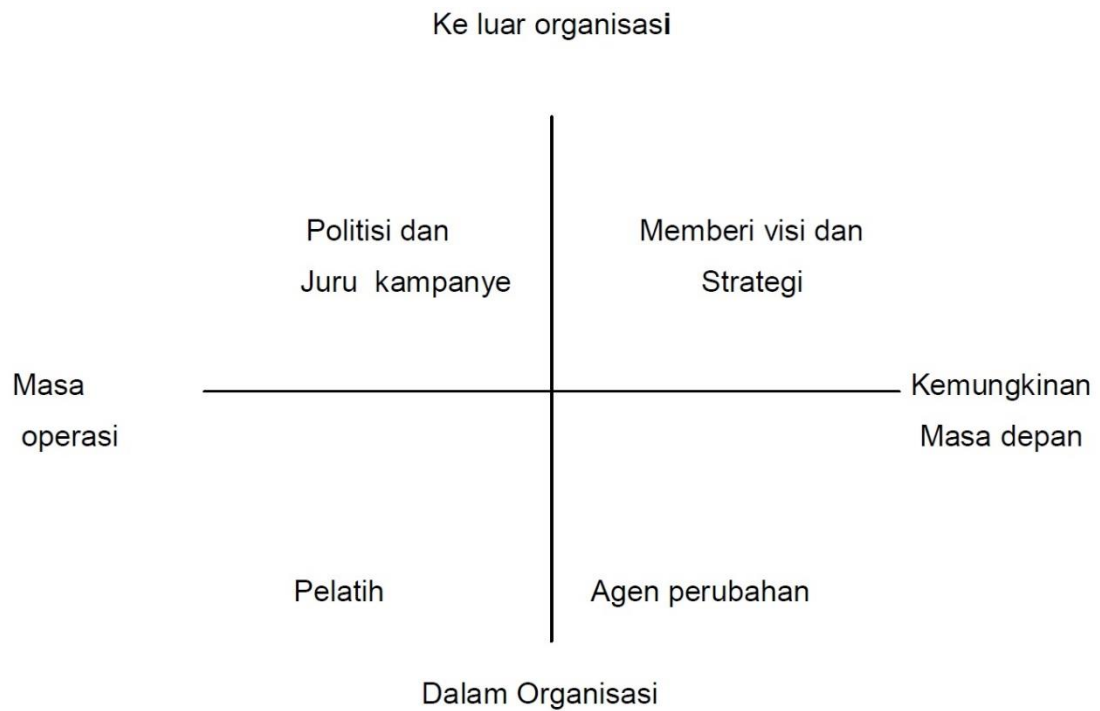 Ke luar organisasi
Politisi dan
Juru kampanye
Memberi visi dan
Strategi
Masa
operasi
Kemungkinan
Masa depan
Pelatih
Agen perubahan
Dalam Organisasi